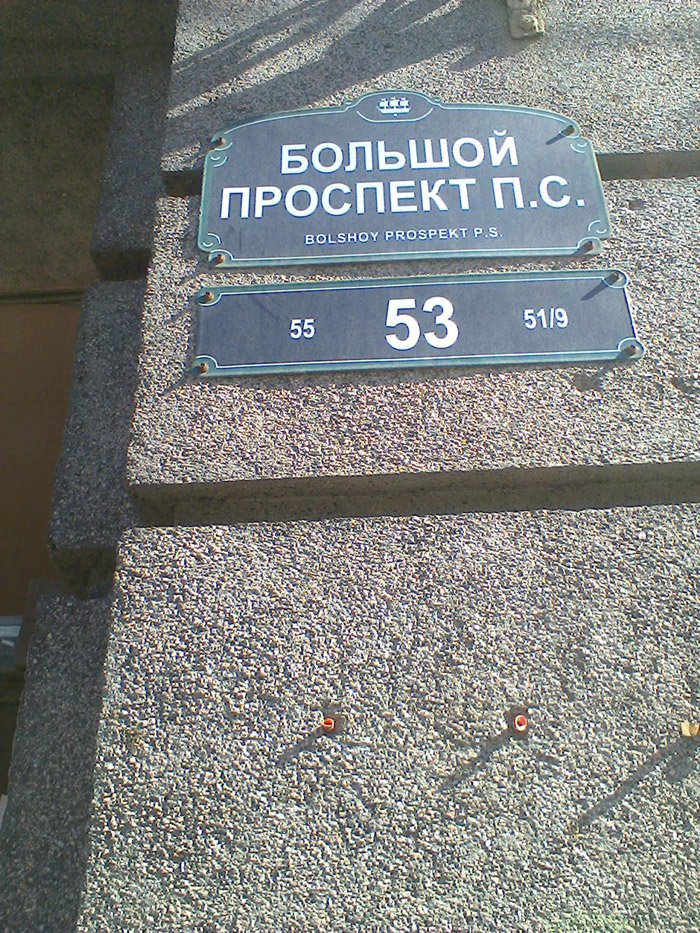 БОЛЬШОЙ
ПРОСПЕКТ П.С.
BOLSHOY PROSPEKT P.S.
55 53 51/9